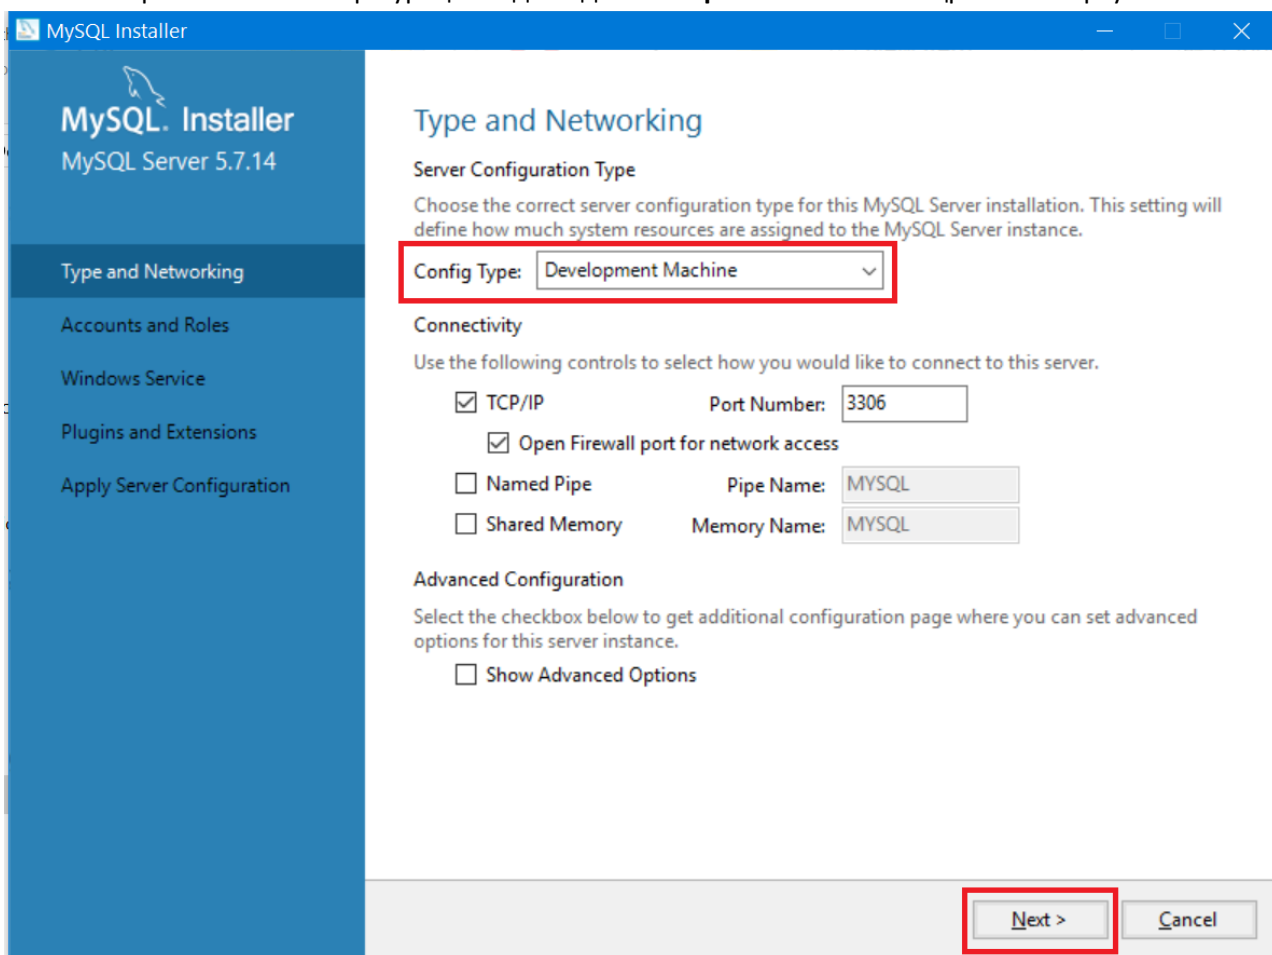 MySQL Installer
MySQL. Installer
MySQL Server 5.7.14
Type and Networking
Accounts and Roles
Windows Service
Plugins and Extensions
Apply Server Configuration
Type and Networking
Server Configuration Type
Choose the correct server configuration type for this MySQL Server installation. This setting will
define how much system resources are assigned to the MySQL Server instance.
Config Type: Development Machine
Connectivity
Use the following controls to select how you would like to connect to this server.
TCP/IP Port Number: 3306
Open Firewall port for network access
Named Pipe Pipe Name: MYSQL
Shared Memory Memory Name: MYSQL
Advanced Configuration
Select the checkbox below to get additional configuration page where you can set advanced
options for this server instance.
Show Advanced Options
Next > Cancel